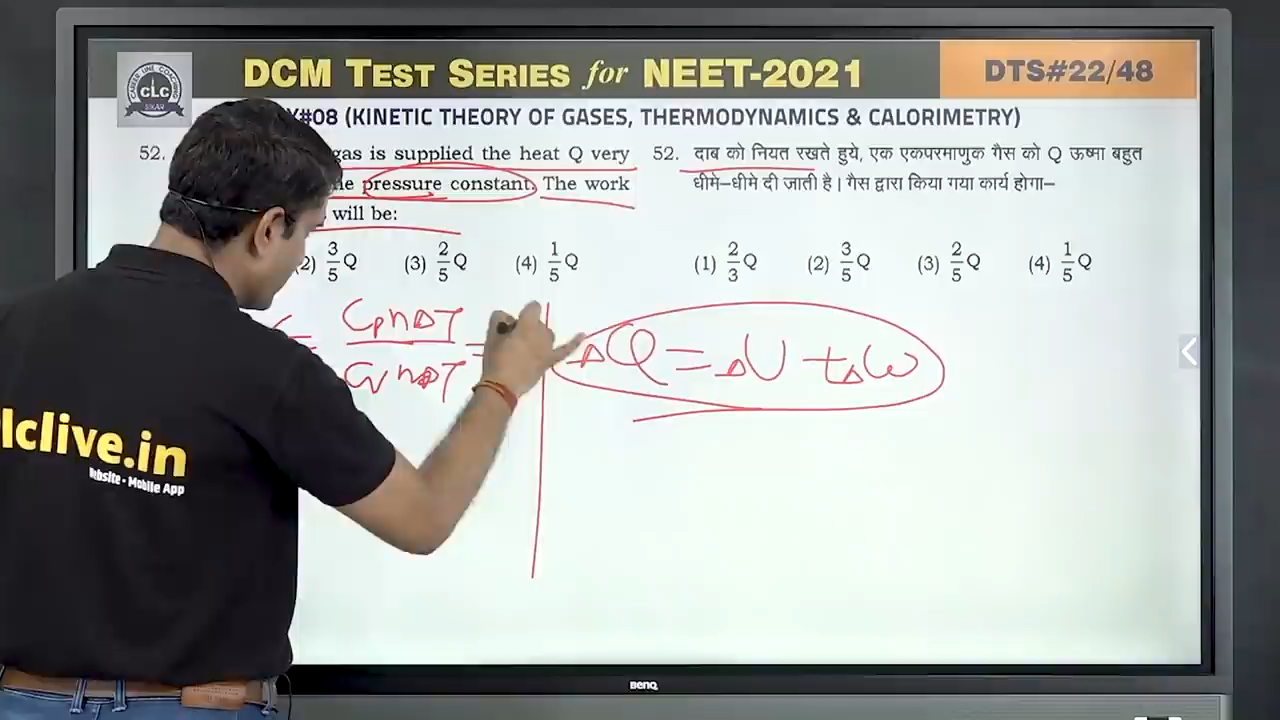 DCM TEST SERIES for NEET-2021
DTS#22/48
CLC
SIKAR
#08 (KINETIC THEORY OF GASES, THERMODYNAMICS & CALORIMETRY)
52. gas is supplied the heat Q very
pressure constant. The work
will be:
2) 3/5 Q (3) 2/5 Q (4) 1/5 Q
52. दाब को नियत रखते हुये, एक एकपरमाणुक गैस को Q ऊष्मा बहुत
धीमे–धीमे दी जाती है। गैस द्वारा किया गया कार्य होगा–
(1) 2/3 Q (2) 3/5 Q (3) 2/5 Q (4) 1/5 Q
= CpnΔT
CvnΔT =
ΔQ = ΔU + ΔW
lclive.in
Website • Mobile App
BENQ